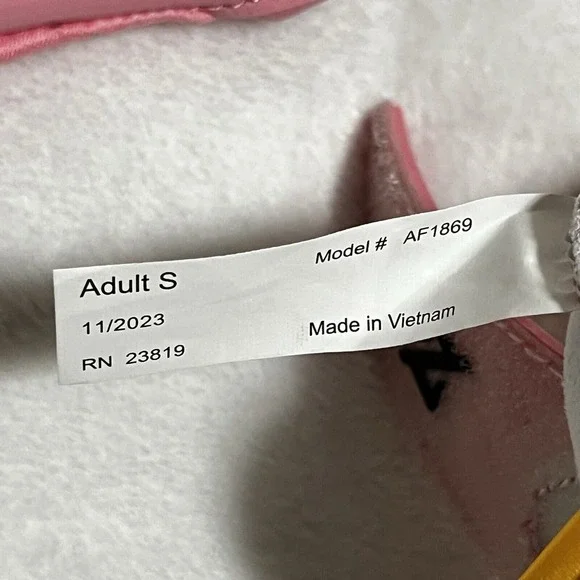 Model # AF1869
Adult S
11/2023
RN 23819
Made in Vietnam